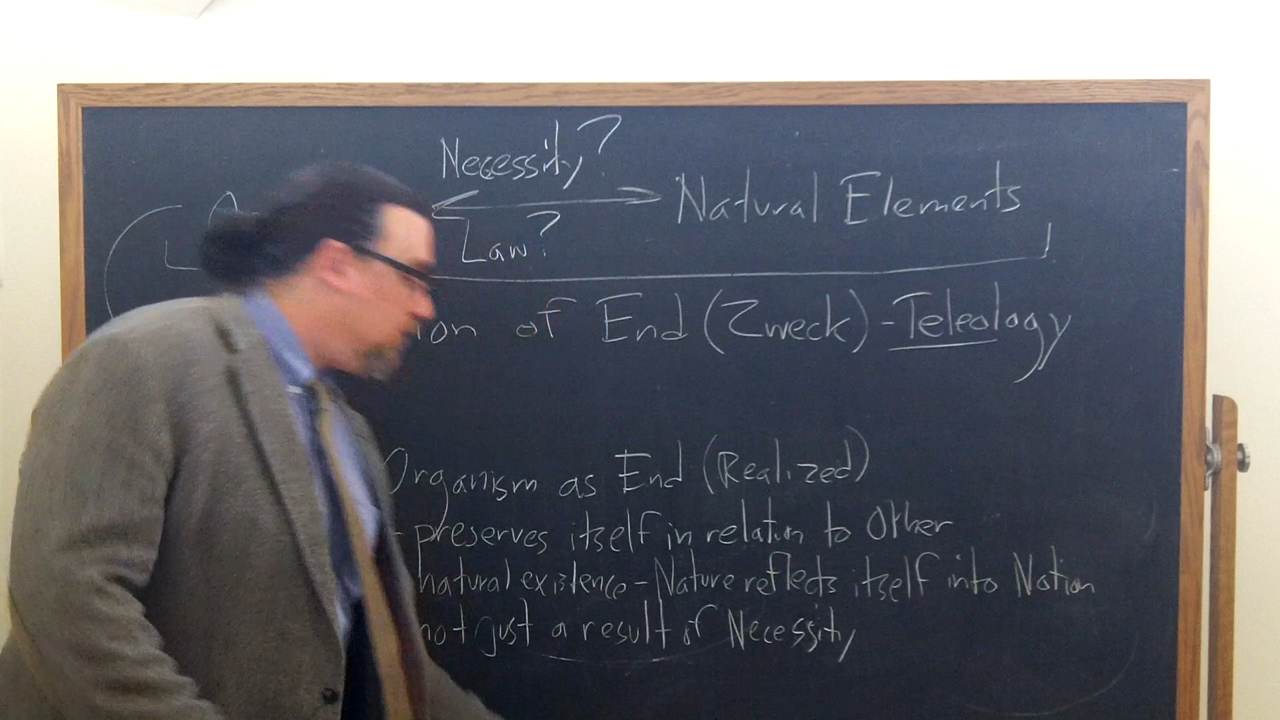 Necessity?
Natural Elements
Law?
of End (Zweck) - Teleology
Organism as End (Realized)
- preserves itself in relation to Other
natural existence - Nature reflects itself into Notion
not just a result of Necessity